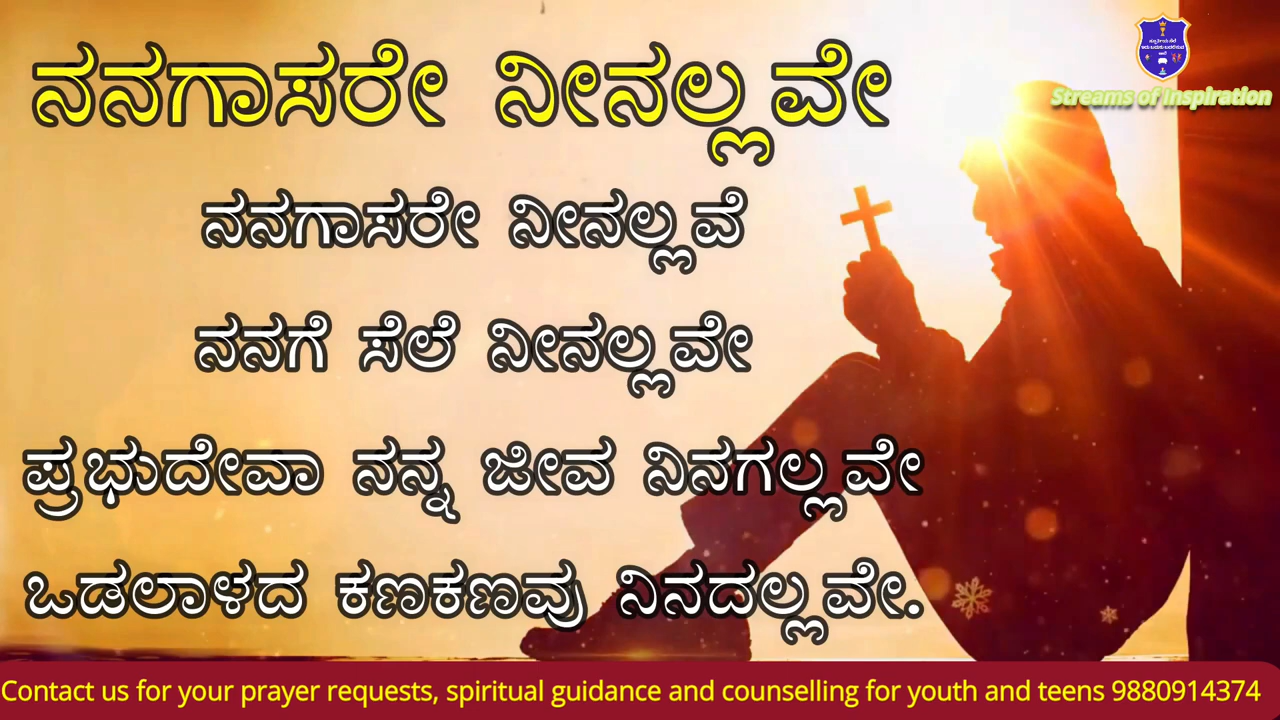 ನನಗಾಸರೇ ನೀನಲ್ಲವೇ
Streams of Inspiration
ನನಗಾಸರೇ ನೀನಲ್ಲವೆ
ನನಗೆ ಸೆಲೆ ನೀನಲ್ಲವೇ
ಪ್ರಭುದೇವಾ ನನ್ನ ಜೀವ ನಿನಗಲ್ಲವೇ
ಒಡಲಾಳದ ಕಣಕಣವು ನಿನದಲ್ಲವೇ.
Contact us for your prayer requests, spiritual guidance and counselling for youth and teens 9880914374